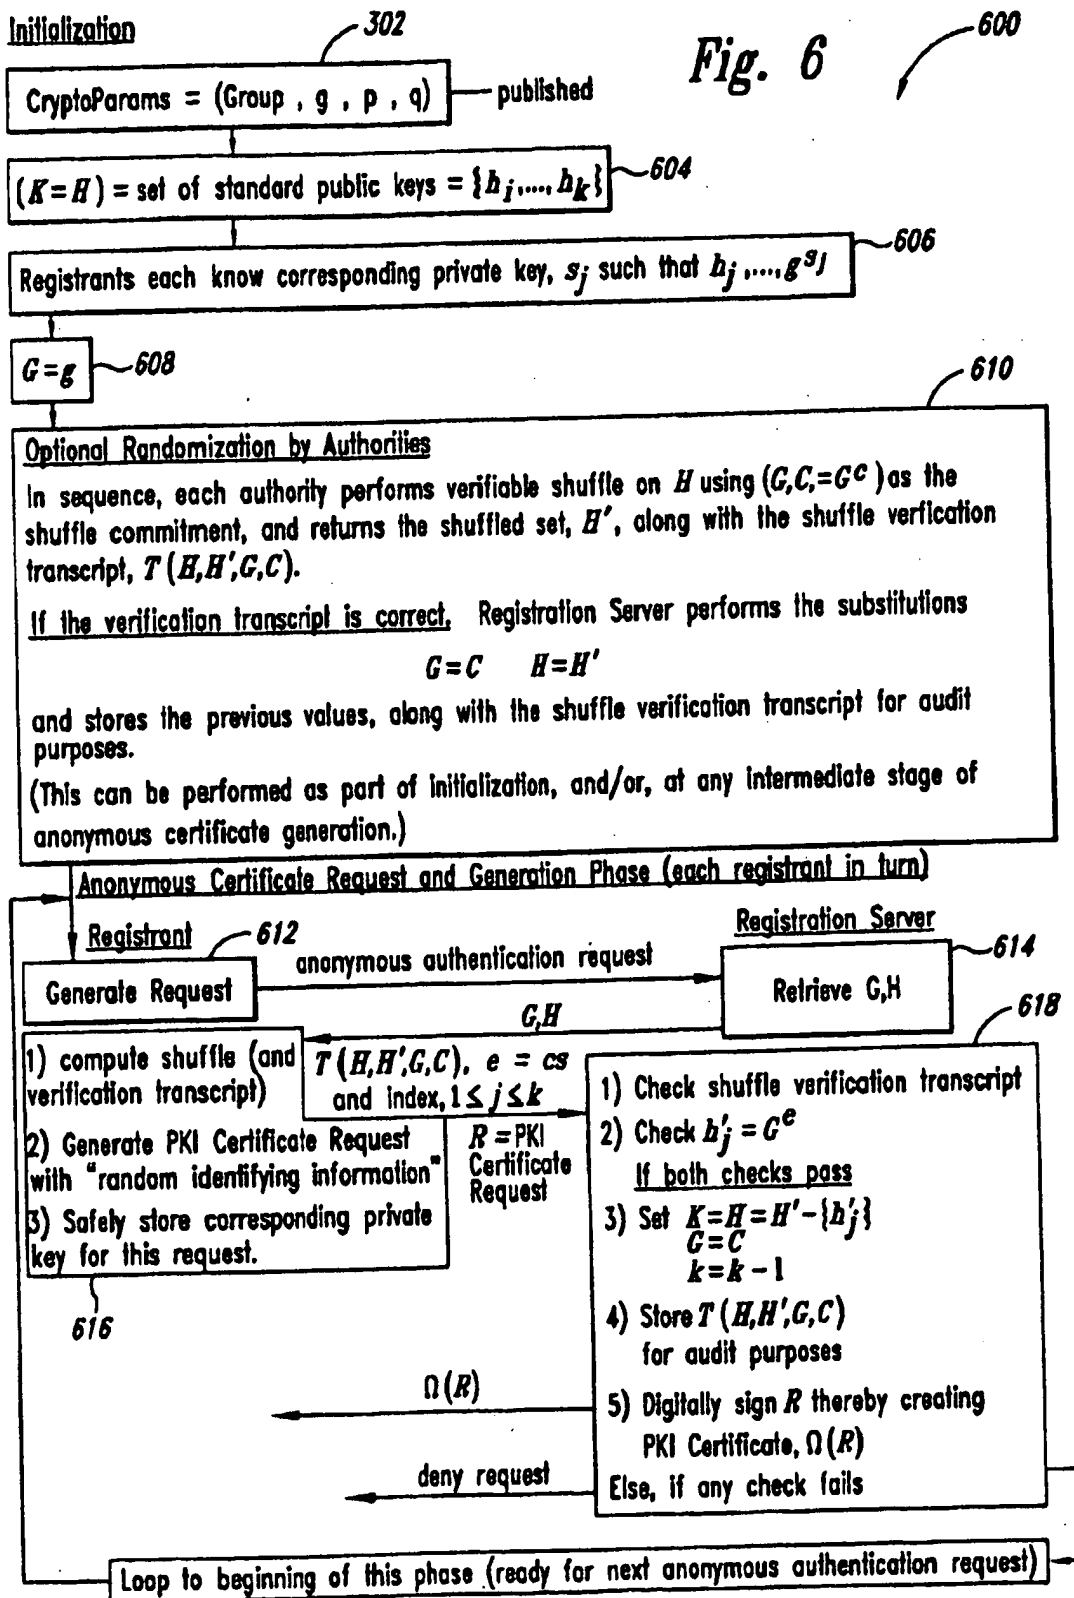 Initialization
302
Fig. 6
600
CryptoParams = (Group , g , p , q)
published
(K=H) = set of standard public keys = {h_j,...,h_k}
604
606
Registrants each know corresponding private key, s_j such that h_j,...,g^{s_j}
G=g
608
610
Optional Randomization by Authorities
In sequence, each authority performs verifiable shuffle on H using (G,C,=G^c) as the
shuffle commitment, and returns the shuffled set, H', along with the shuffle verfication
transcript, T(H,H',G,C).
If the verification transcript is correct, Registration Server performs the substitutions
G=C H=H'
and stores the previous values, along with the shuffle verification transcript for audit
purposes.
(This can be performed as part of initialization, and/or, at any intermediate stage of
anonymous certificate generation.)
Anonymous Certificate Request and Generation Phase (each registrant in turn)
Registrant
612
Registration Server
614
Generate Request
anonymous authentication request
Retrieve G,H
G,H
618
1) compute shuffle (and
verification transcript)
2) Generate PKI Certificate Request
with "random identifying information"
3) Safely store corresponding private
key for this request.
616
T(H,H',G,C), e = cs
and index, 1 ≤ j ≤ k
R = PKI
Certificate
Request
1) Check shuffle verification transcript
2) Check h'_j = G^e
If both checks pass
3) Set K=H=H'-{h'_j}
G=C
k=k-1
4) Store T(H,H',G,C)
for audit purposes
5) Digitally sign R thereby creating
PKI Certificate, Ω(R)
Else, if any check fails
Ω(R)
deny request
Loop to beginning of this phase (ready for next anonymous authentication request)